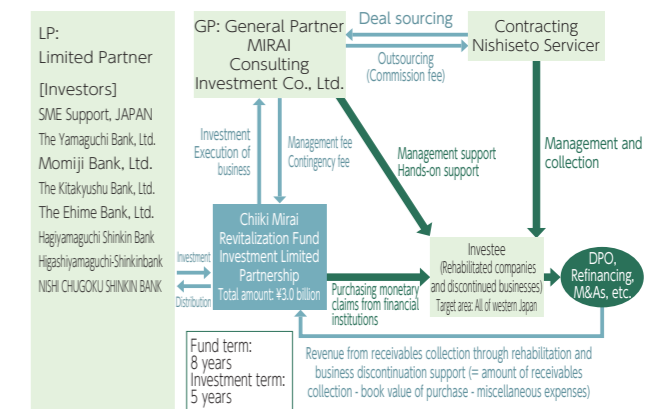 LP:
Limited Partner
[Investors]
SME Support, JAPAN
The Yamaguchi Bank, Ltd.
Momiji Bank, Ltd.
The Kitakyushu Bank, Ltd.
The Ehime Bank, Ltd.
Hagiyamaguchi Shinkin Bank
Higashiyamaguchi-Shinkinbank
NISHI CHUGOKU SHINKIN BANK
GP: General Partner
MIRAI
Consulting
Investment Co., Ltd.
Deal sourcing
Outsourcing
(Commission fee)
Contracting
Nishiseto Servicer
Investment
Execution of
business
Management fee
Contingency fee
Management support
Hands-on support
Management and
collection
Investment
Distribution
Chiiki Mirai
Revitalization Fund
Investment Limited
Partnership
Total amount: ¥3.0 billion
Purchasing monetary
claims from financial
institutions
Investee
(Rehabilitated companies
and discontinued businesses)
Target area: All of western Japan
DPO,
Refinancing,
M&As, etc.
Fund term:
8 years
Investment term:
5 years
Revenue from receivables collection through rehabilitation and
business discontinuation support (= amount of receivables
collection - book value of purchase - miscellaneous expenses)